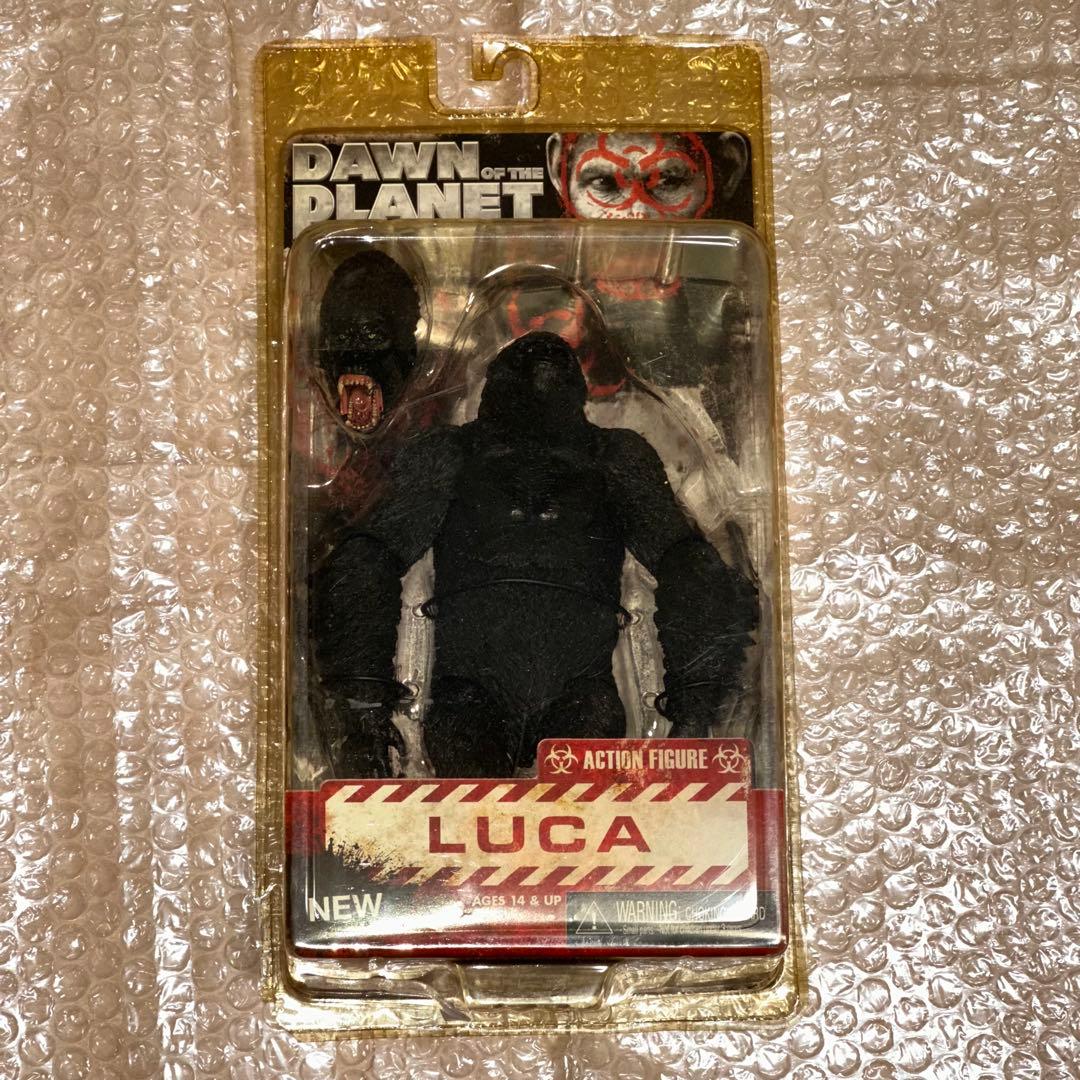 DAWN OF THE
PLANET
ACTION FIGURE
LUCA
NEW
AGES 14 & UP
WARNING: